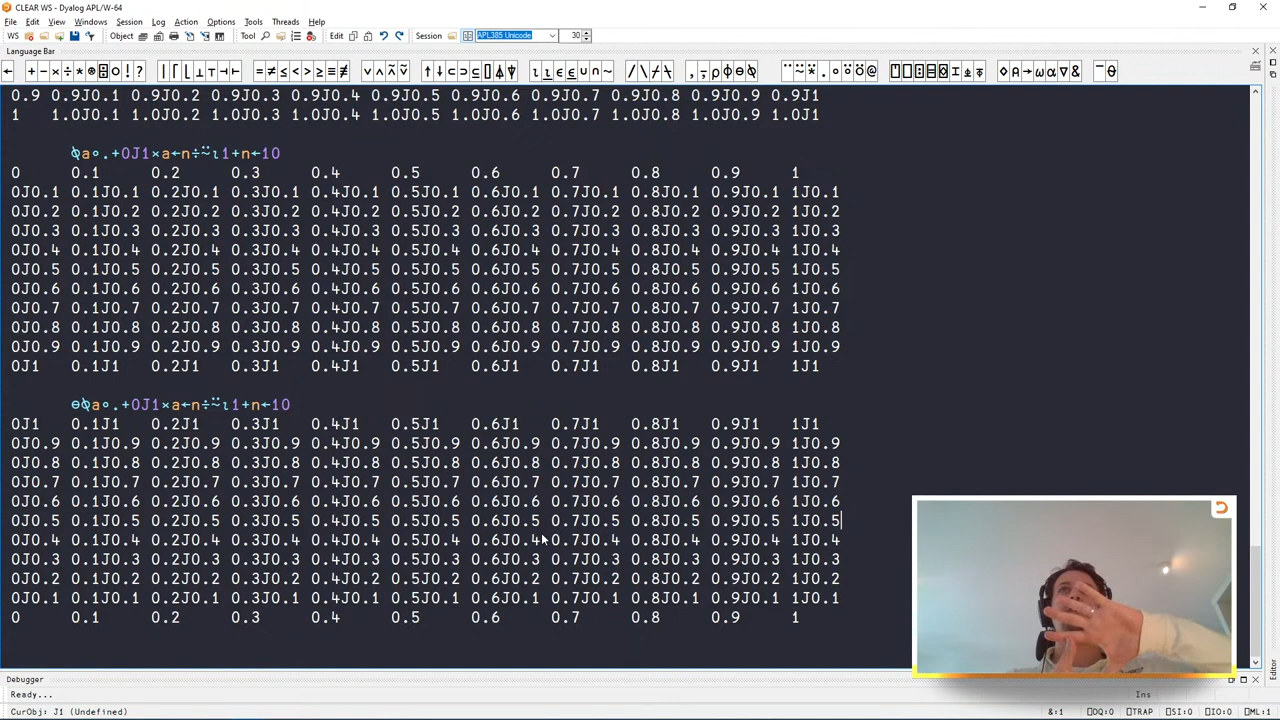 CLEAR WS - Dyalog APL/W-64
File Edit View Windows Session Log Action Options Tools Threads Help
WS Object Tool Edit Session APL385 Unicode 30
Language Bar
← + - × ÷ * ⍟ ⌹ ○ ! ? | ⌈ ⌊ ⊥ ⊤ ⊣ ⊢ = ≠ ≤ < > ≥ ≡ ≢ ∨ ∧ ⍲ ⍱ ↑ ↓ ⊂ ⊃ ⊆ ⌷ ⍋ ⍒ ⍳ ⍸ ∊ ⍷ ∪ ∩ ~ / \ ⌿ ⍀ , ⍪ ⍴ ⌽ ⊖ ⍉ ¨ ⍨ ⍣ . ∘ ⍤ ⍥ @ ⍞ ⎕ ⍠ ⌸ ⌺ ⌶ ⍎ ⍕ ⋄ ⍝ → ⍵ ⍺ ∇ & ¯ ⍬
0.9 0.9J0.1 0.9J0.2 0.9J0.3 0.9J0.4 0.9J0.5 0.9J0.6 0.9J0.7 0.9J0.8 0.9J0.9 0.9J1
1 1.0J0.1 1.0J0.2 1.0J0.3 1.0J0.4 1.0J0.5 1.0J0.6 1.0J0.7 1.0J0.8 1.0J0.9 1.0J1
⍉a∘.+0J1×a←n÷⍨⍳1+n←10
0 0.1 0.2 0.3 0.4 0.5 0.6 0.7 0.8 0.9 1
0J0.1 0.1J0.1 0.2J0.1 0.3J0.1 0.4J0.1 0.5J0.1 0.6J0.1 0.7J0.1 0.8J0.1 0.9J0.1 1J0.1
0J0.2 0.1J0.2 0.2J0.2 0.3J0.2 0.4J0.2 0.5J0.2 0.6J0.2 0.7J0.2 0.8J0.2 0.9J0.2 1J0.2
0J0.3 0.1J0.3 0.2J0.3 0.3J0.3 0.4J0.3 0.5J0.3 0.6J0.3 0.7J0.3 0.8J0.3 0.9J0.3 1J0.3
0J0.4 0.1J0.4 0.2J0.4 0.3J0.4 0.4J0.4 0.5J0.4 0.6J0.4 0.7J0.4 0.8J0.4 0.9J0.4 1J0.4
0J0.5 0.1J0.5 0.2J0.5 0.3J0.5 0.4J0.5 0.5J0.5 0.6J0.5 0.7J0.5 0.8J0.5 0.9J0.5 1J0.5
0J0.6 0.1J0.6 0.2J0.6 0.3J0.6 0.4J0.6 0.5J0.6 0.6J0.6 0.7J0.6 0.8J0.6 0.9J0.6 1J0.6
0J0.7 0.1J0.7 0.2J0.7 0.3J0.7 0.4J0.7 0.5J0.7 0.6J0.7 0.7J0.7 0.8J0.7 0.9J0.7 1J0.7
0J0.8 0.1J0.8 0.2J0.8 0.3J0.8 0.4J0.8 0.5J0.8 0.6J0.8 0.7J0.8 0.8J0.8 0.9J0.8 1J0.8
0J0.9 0.1J0.9 0.2J0.9 0.3J0.9 0.4J0.9 0.5J0.9 0.6J0.9 0.7J0.9 0.8J0.9 0.9J0.9 1J0.9
0J1 0.1J1 0.2J1 0.3J1 0.4J1 0.5J1 0.6J1 0.7J1 0.8J1 0.9J1 1J1
⊖⍉a∘.+0J1×a←n÷⍨⍳1+n←10
0J1 0.1J1 0.2J1 0.3J1 0.4J1 0.5J1 0.6J1 0.7J1 0.8J1 0.9J1 1J1
0J0.9 0.1J0.9 0.2J0.9 0.3J0.9 0.4J0.9 0.5J0.9 0.6J0.9 0.7J0.9 0.8J0.9 0.9J0.9 1J0.9
0J0.8 0.1J0.8 0.2J0.8 0.3J0.8 0.4J0.8 0.5J0.8 0.6J0.8 0.7J0.8 0.8J0.8 0.9J0.8 1J0.8
0J0.7 0.1J0.7 0.2J0.7 0.3J0.7 0.4J0.7 0.5J0.7 0.6J0.7 0.7J0.7 0.8J0.7 0.9J0.7 1J0.7
0J0.6 0.1J0.6 0.2J0.6 0.3J0.6 0.4J0.6 0.5J0.6 0.6J0.6 0.7J0.6 0.8J0.6 0.9J0.6 1J0.6
0J0.5 0.1J0.5 0.2J0.5 0.3J0.5 0.4J0.5 0.5J0.5 0.6J0.5 0.7J0.5 0.8J0.5 0.9J0.5 1J0.5
0J0.4 0.1J0.4 0.2J0.4 0.3J0.4 0.4J0.4 0.5J0.4 0.6J0.4 0.7J0.4 0.8J0.4 0.9J0.4 1J0.4
0J0.3 0.1J0.3 0.2J0.3 0.3J0.3 0.4J0.3 0.5J0.3 0.6J0.3 0.7J0.3 0.8J0.3 0.9J0.3 1J0.3
0J0.2 0.1J0.2 0.2J0.2 0.3J0.2 0.4J0.2 0.5J0.2 0.6J0.2 0.7J0.2 0.8J0.2 0.9J0.2 1J0.2
0J0.1 0.1J0.1 0.2J0.1 0.3J0.1 0.4J0.1 0.5J0.1 0.6J0.1 0.7J0.1 0.8J0.1 0.9J0.1 1J0.1
0 0.1 0.2 0.3 0.4 0.5 0.6 0.7 0.8 0.9 1
Debugger
Editor
Ready... Ins
CurObj: J1 (Undefined) &:1 ⎕DQ:0 ⎕TRAP ⎕SI:0 ⎕IO:0 ⎕ML:1